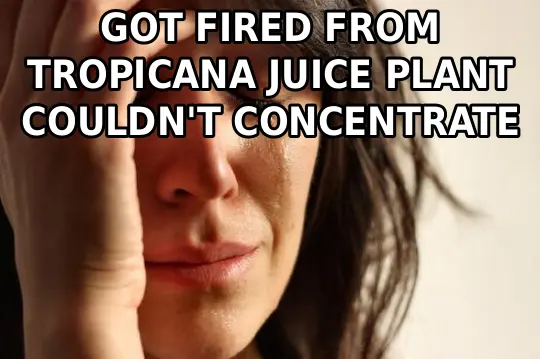 GOT FIRED FROM
TROPICANA JUICE PLANT
COULDN'T CONCENTRATE